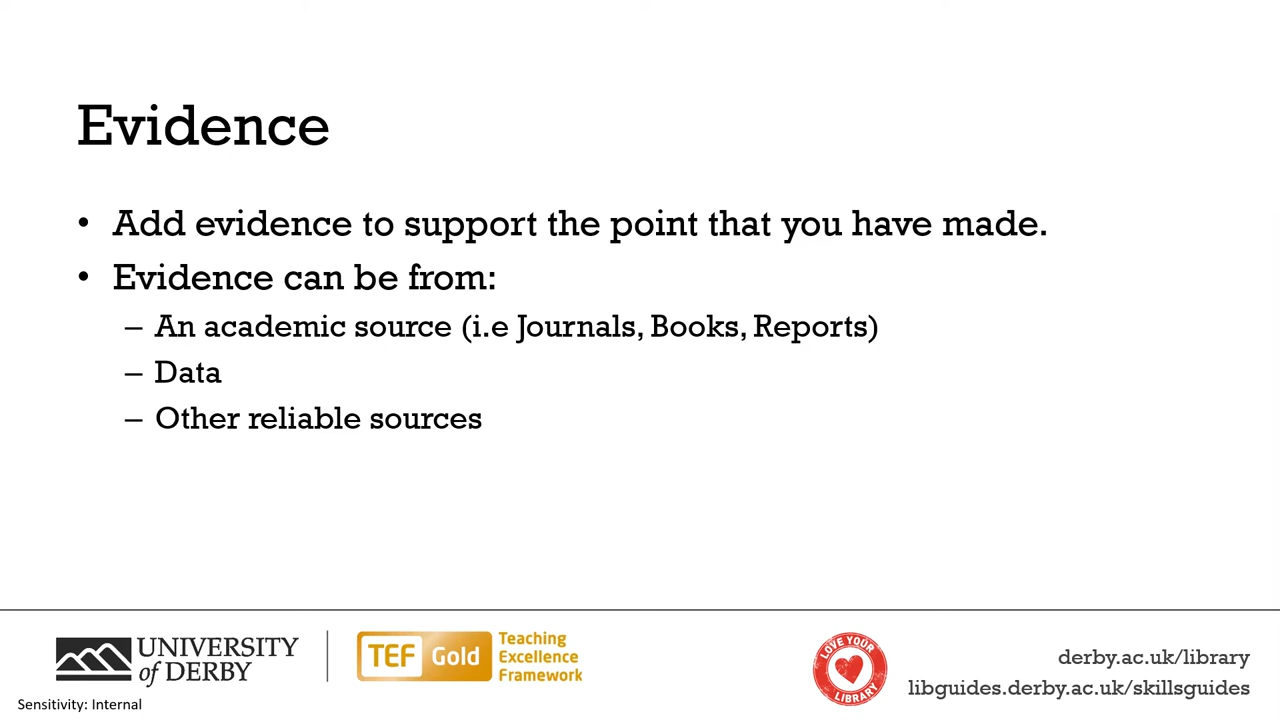 Evidence
• Add evidence to support the point that you have made.
• Evidence can be from:
– An academic source (i.e Journals, Books, Reports)
– Data
– Other reliable sources
UNIVERSITY
of DERBY
TEF Gold
Teaching
Excellence
Framework
LOVE YOUR
LIBRARY
derby.ac.uk/library
libguides.derby.ac.uk/skillsguides
Sensitivity: Internal